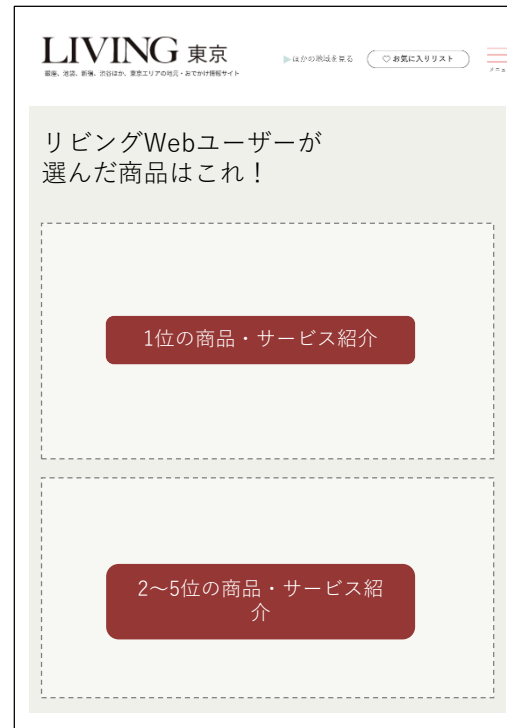 LIVING 東京
銀座、池袋、新宿、渋谷ほか、東京エリアの地元・おでかけ情報サイト
▶ほかの地域を見る
♡お気に入りリスト
メニュー
リビングWebユーザーが
選んだ商品はこれ！
1位の商品・サービス紹介
2〜5位の商品・サービス紹
介